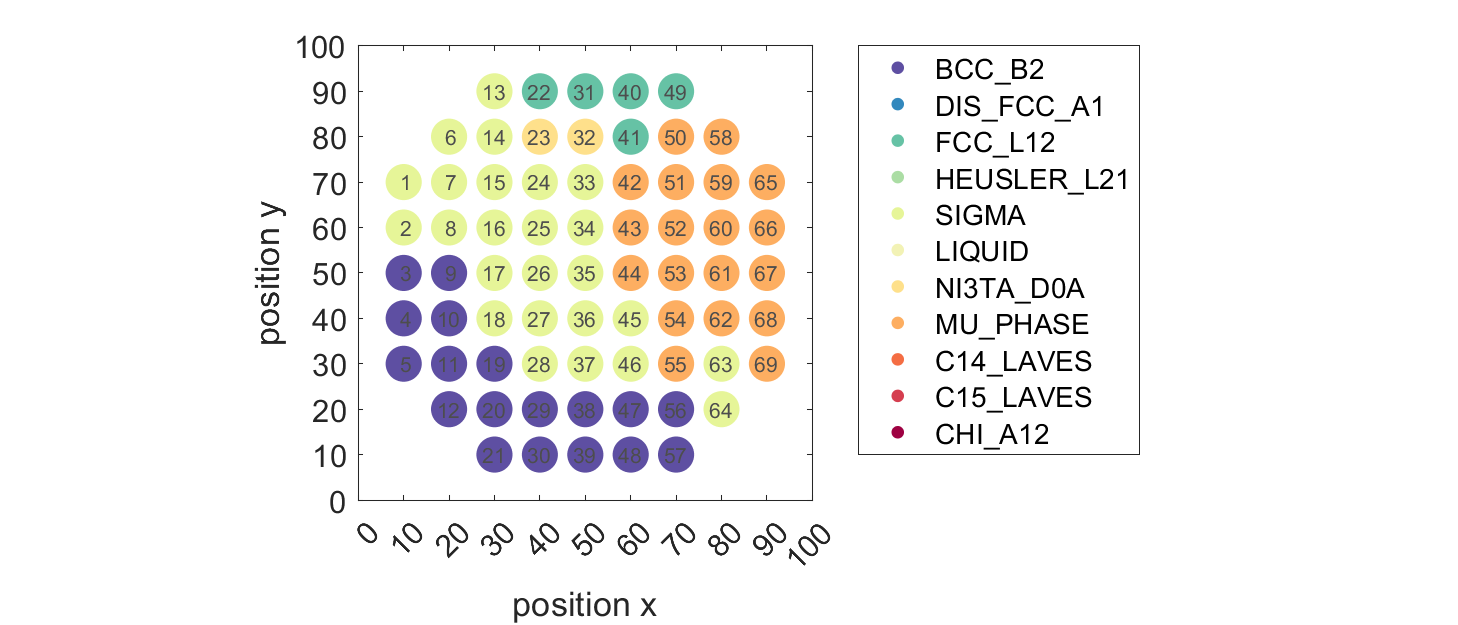 100
90
80
70
60
50
40
30
20
10
0
position y
13 22 31 40 49
6 14 23 32 41 50 58
1 7 15 24 33 42 51 59 65
2 8 16 25 34 43 52 60 66
3 9 17 26 35 44 53 61 67
4 10 18 27 36 45 54 62 68
5 11 19 28 37 46 55 63 69
12 20 29 38 47 56 64
21 30 39 48 57
0 10 20 30 40 50 60 70 80 90 100
position x
BCC_B2
DIS_FCC_A1
FCC_L12
HEUSLER_L21
SIGMA
LIQUID
NI3TA_D0A
MU_PHASE
C14_LAVES
C15_LAVES
CHI_A12